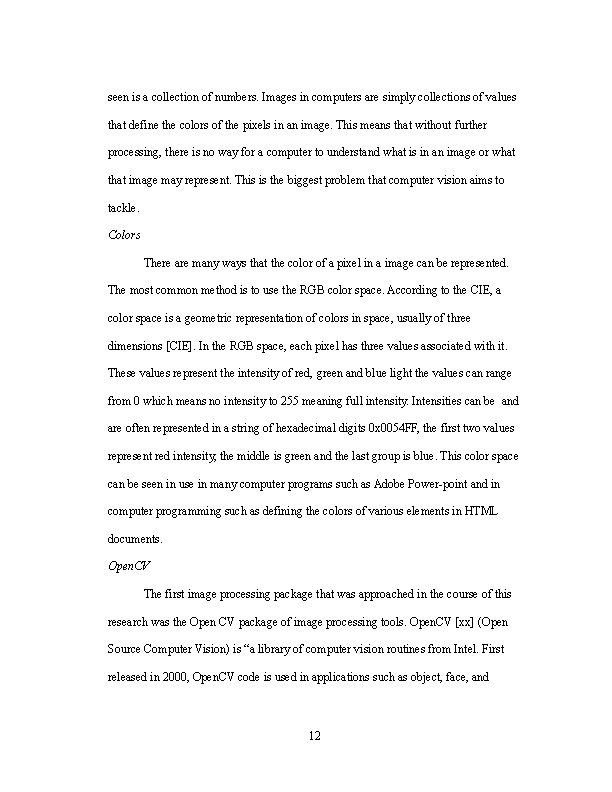 seen is a collection of numbers. Images in computers are simply collections of values
that define the colors of the pixels in an image. This means that without further
processing, there is no way for a computer to understand what is in an image or what
that image may represent. This is the biggest problem that computer vision aims to
tackle.
Colors
There are many ways that the color of a pixel in a image can be represented.
The most common method is to use the RGB color space. According to the CIE, a
color space is a geometric representation of colors in space, usually of three
dimensions [CIE]. In the RGB space, each pixel has three values associated with it.
These values represent the intensity of red, green and blue light the values can range
from 0 which means no intensity to 255 meaning full intensity. Intensities can be  and
are often represented in a string of hexadecimal digits 0x0054FF, the first two values
represent red intensity, the middle is green and the last group is blue. This color space
can be seen in use in many computer programs such as Adobe Power-point and in
computer programming such as defining the colors of various elements in HTML
documents.
OpenCV
The first image processing package that was approached in the course of this
research was the Open CV package of image processing tools. OpenCV [xx] (Open
Source Computer Vision) is “a library of computer vision routines from Intel. First
released in 2000, OpenCV code is used in applications such as object, face, and
12